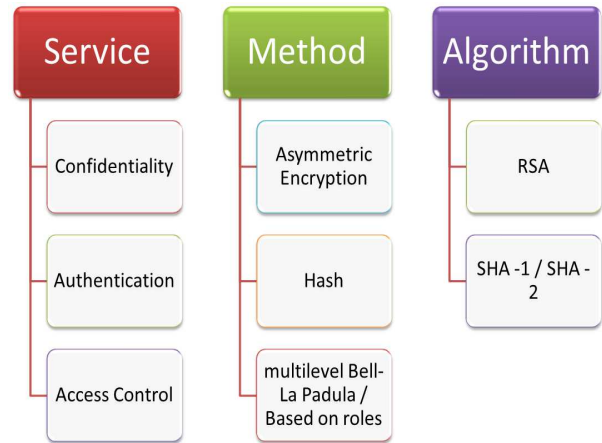 Service
Confidentiality
Authentication
Access Control
Method
Asymmetric
Encryption
Hash
multilevel Bell-
La Padula /
Based on roles
Algorithm
RSA
SHA -1 / SHA -
2